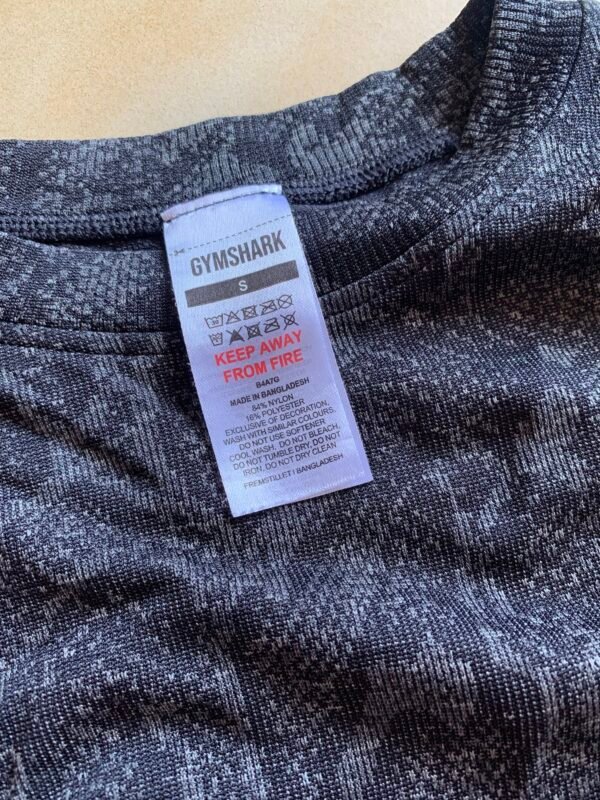 GYMSHARK
S
KEEP AWAY
FROM FIRE
B4A7G
MADE IN BANGLADESH
84% NYLON
16% POLYESTER
EXCLUSIVE OF DECORATION.
WASH WITH SIMILAR COLOURS.
DO NOT USE SOFTENER.
COOL WASH. DO NOT BLEACH.
DO NOT TUMBLE DRY. DO NOT
IRON. DO NOT DRY CLEAN.
FREMSTILLET I BANGLADESH